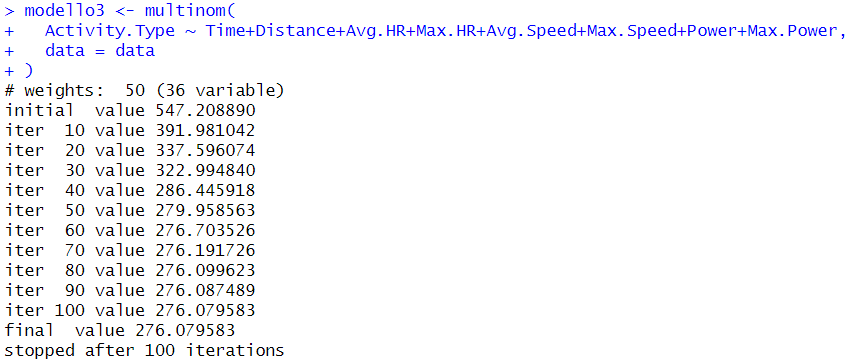 > modello3 <- multinom(
+   Activity.Type ~ Time+Distance+Avg.HR+Max.HR+Avg.Speed+Max.Speed+Power+Max.Power,
+   data = data
+ )
# weights:  50 (36 variable)
initial  value 547.208890
iter  10 value 391.981042
iter  20 value 337.596074
iter  30 value 322.994840
iter  40 value 286.445918
iter  50 value 279.958563
iter  60 value 276.703526
iter  70 value 276.191726
iter  80 value 276.099623
iter  90 value 276.087489
iter 100 value 276.079583
final  value 276.079583
stopped after 100 iterations